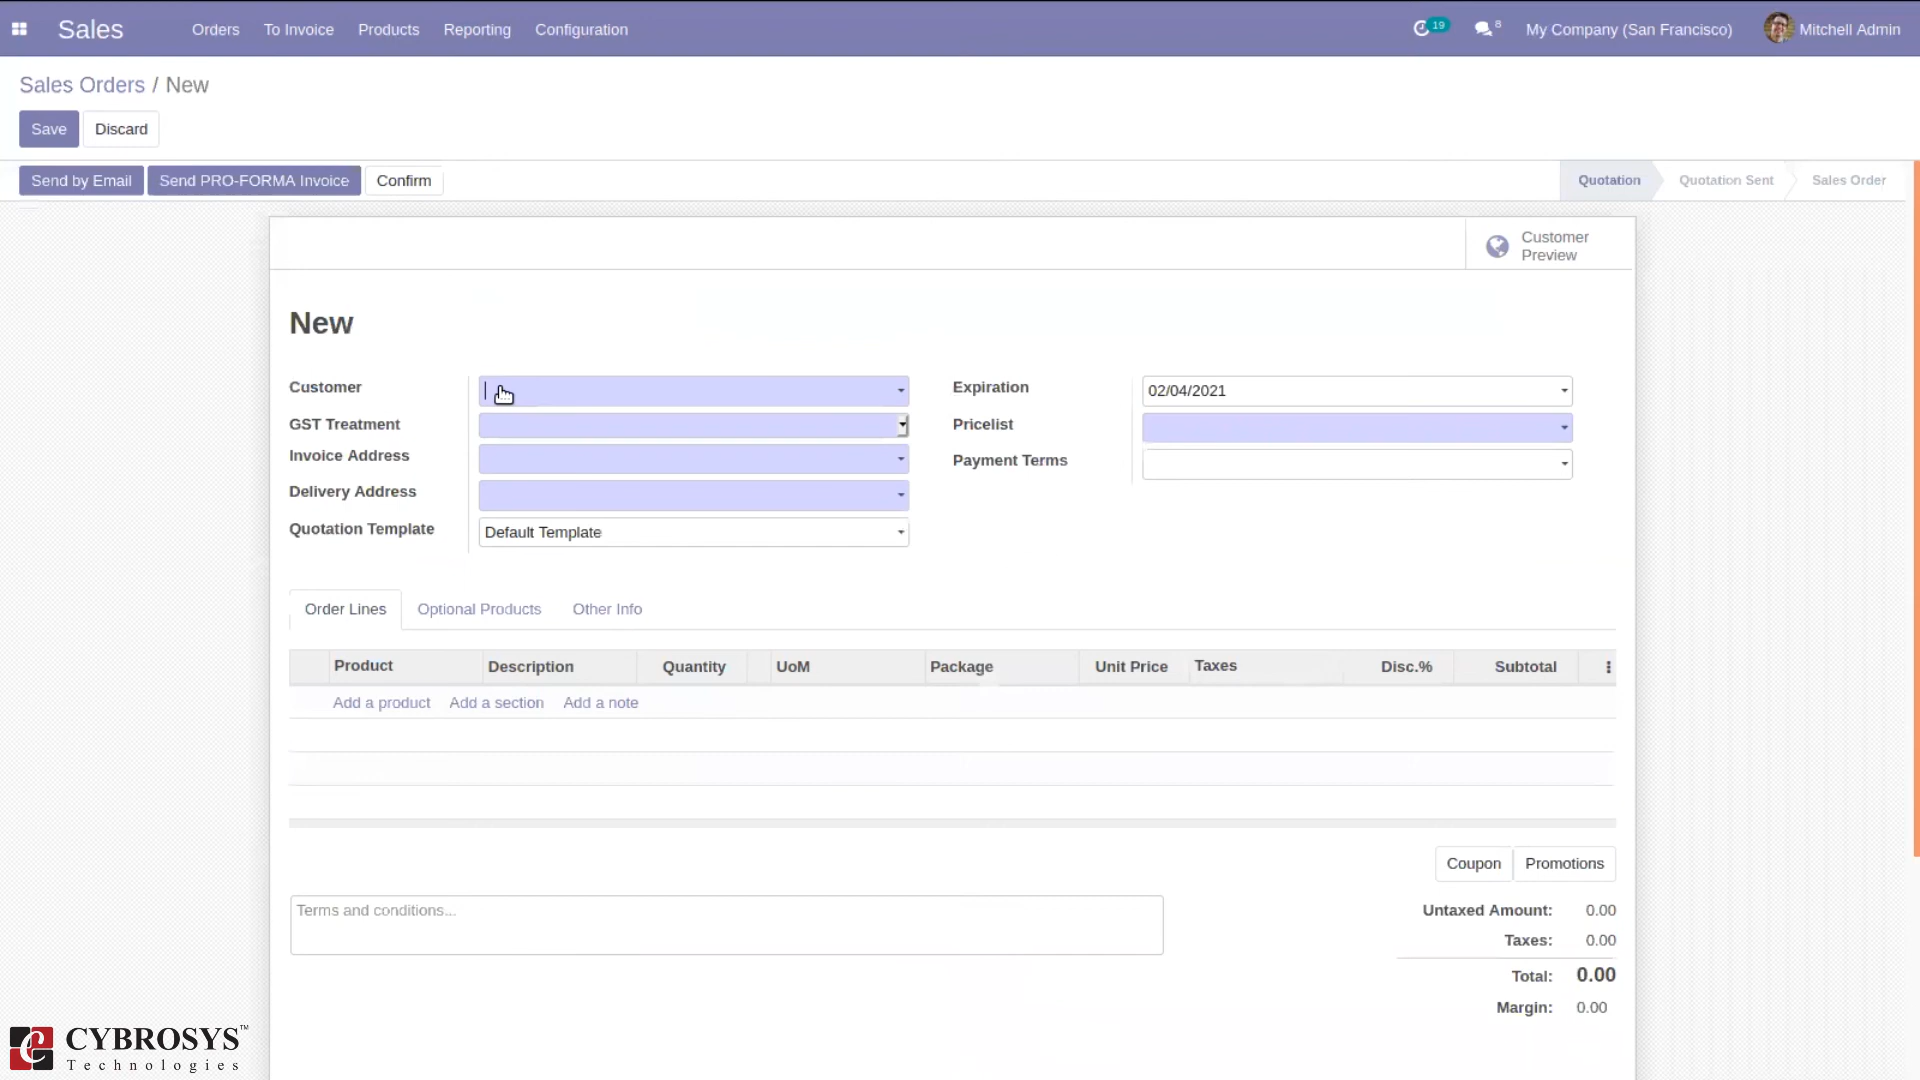 Sales Orders To Invoice Products Reporting Configuration 19 8 My Company (San Francisco) Mitchell Admin
Sales Orders / New
Save Discard
Send by Email Send PRO-FORMA Invoice Confirm Quotation Quotation Sent Sales Order
Customer
Preview
New
Customer Expiration 02/04/2021
GST Treatment Pricelist
Invoice Address Payment Terms
Delivery Address
Quotation Template Default Template
Order Lines Optional Products Other Info
Product Description Quantity UoM Package Unit Price Taxes Disc.% Subtotal
Add a product Add a section Add a note
Coupon Promotions
Terms and conditions...
Untaxed Amount: 0.00
Taxes: 0.00
Total: 0.00
Margin: 0.00
CYBROSYS™
Technologies